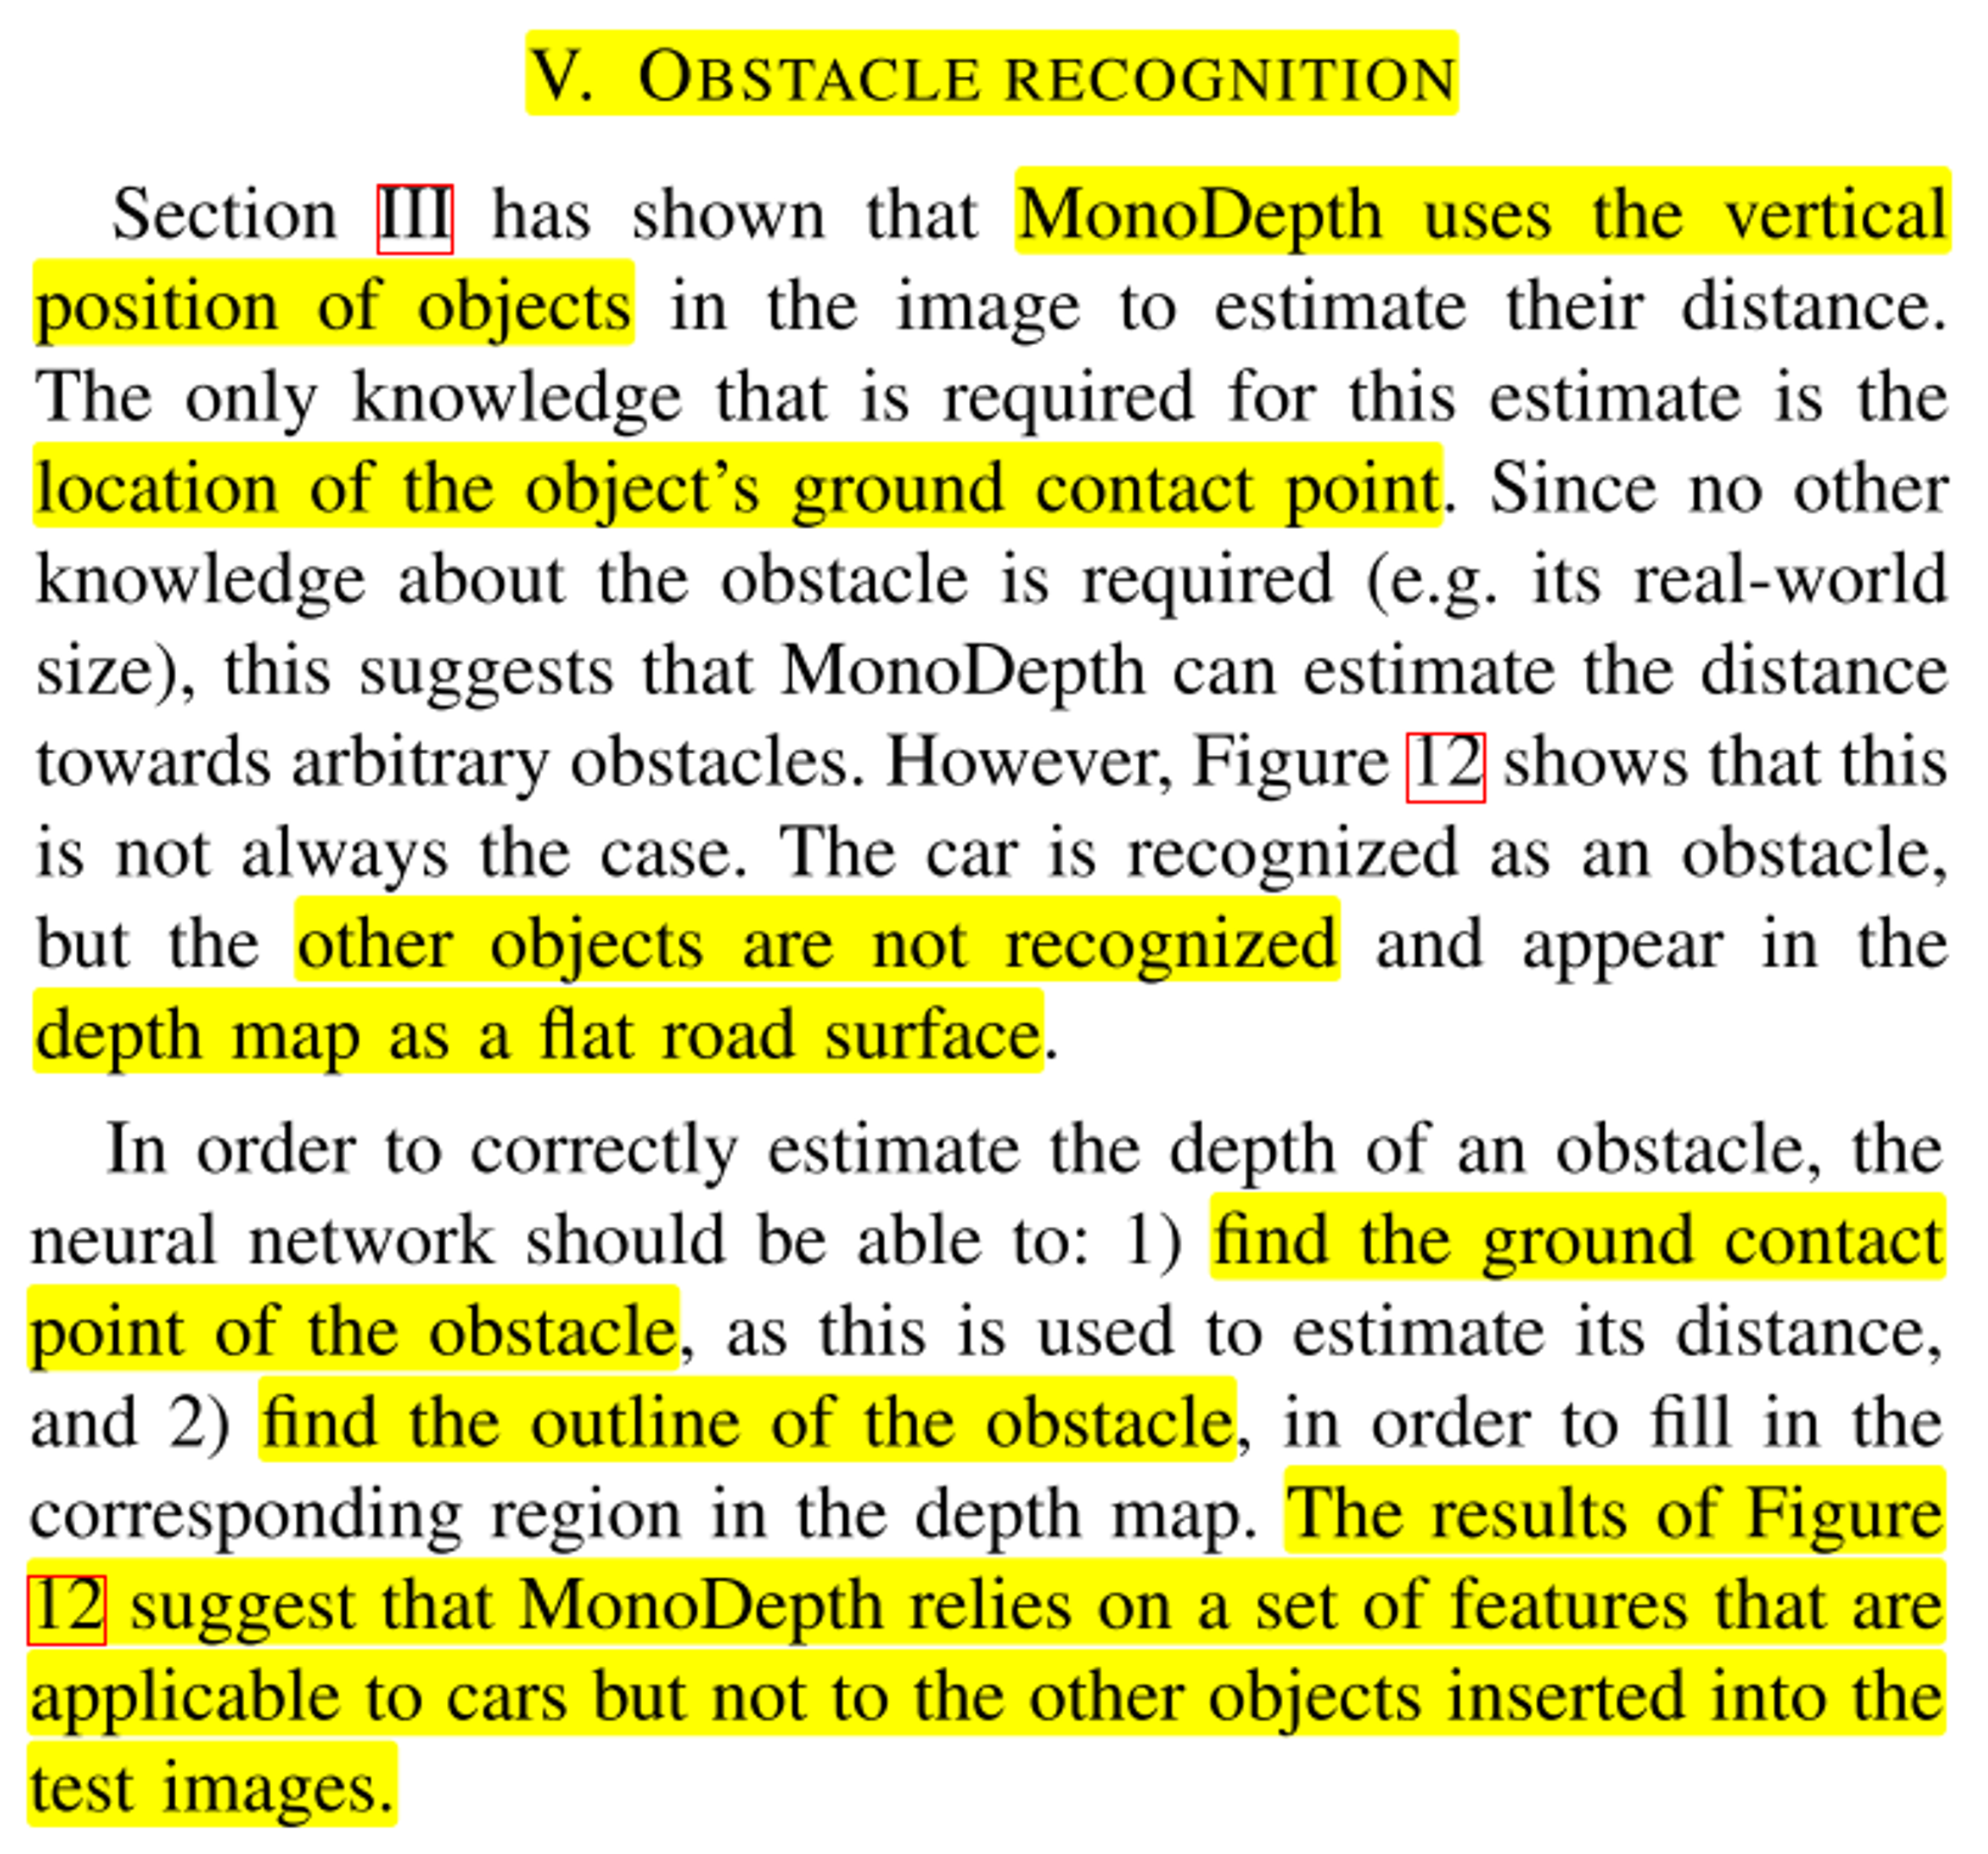 V. OBSTACLE RECOGNITION
Section III has shown that MonoDepth uses the vertical
position of objects in the image to estimate their distance.
The only knowledge that is required for this estimate is the
location of the object’s ground contact point. Since no other
knowledge about the obstacle is required (e.g. its real-world
size), this suggests that MonoDepth can estimate the distance
towards arbitrary obstacles. However, Figure 12 shows that this
is not always the case. The car is recognized as an obstacle,
but the other objects are not recognized and appear in the
depth map as a flat road surface.
In order to correctly estimate the depth of an obstacle, the
neural network should be able to: 1) find the ground contact
point of the obstacle, as this is used to estimate its distance,
and 2) find the outline of the obstacle, in order to fill in the
corresponding region in the depth map. The results of Figure
12 suggest that MonoDepth relies on a set of features that are
applicable to cars but not to the other objects inserted into the
test images.